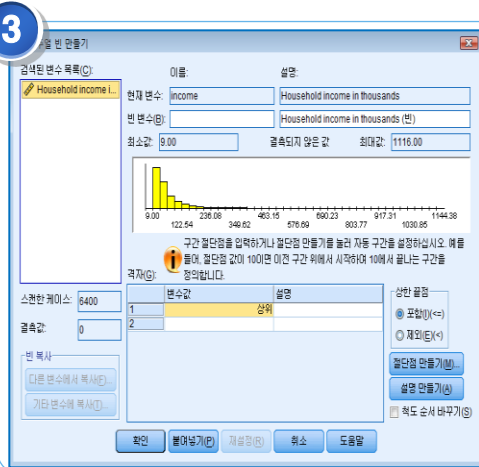 3
얼 빈 만들기
검색된 변수 목록(C):
이름:
설명:
Household income i...
현재 변수:
income
Household income in thousands
빈 변수(B):
Household income in thousands (빈)
최소값:
9.00
결측되지 않은 값
최대값:
1116.00
9.00 236.08 463.15 690.23 917.31 1144.38
122.54 349.62 576.69 803.77 1030.85
구간 절단점을 입력하거나 절단점 만들기를 눌러 자동 구간을 설정하십시오. 예를
들어, 절단점 값이 10이면 이전 구간 위에서 시작하여 10에서 끝나는 구간을
정의합니다.
격자(G):
스캔한 케이스:
6400
결측값:
0
변수값
설명
1
상위
2
상한 끝점
포함(I)(<=)
제외(E)(<)
빈 복사
다른 변수에서 복사(F)...
기타 변수에 복사(T)...
절단점 만들기(M)...
설명 만들기(A)
척도 순서 바꾸기(S)
확인
붙여넣기(P)
재설정(R)
취소
도움말